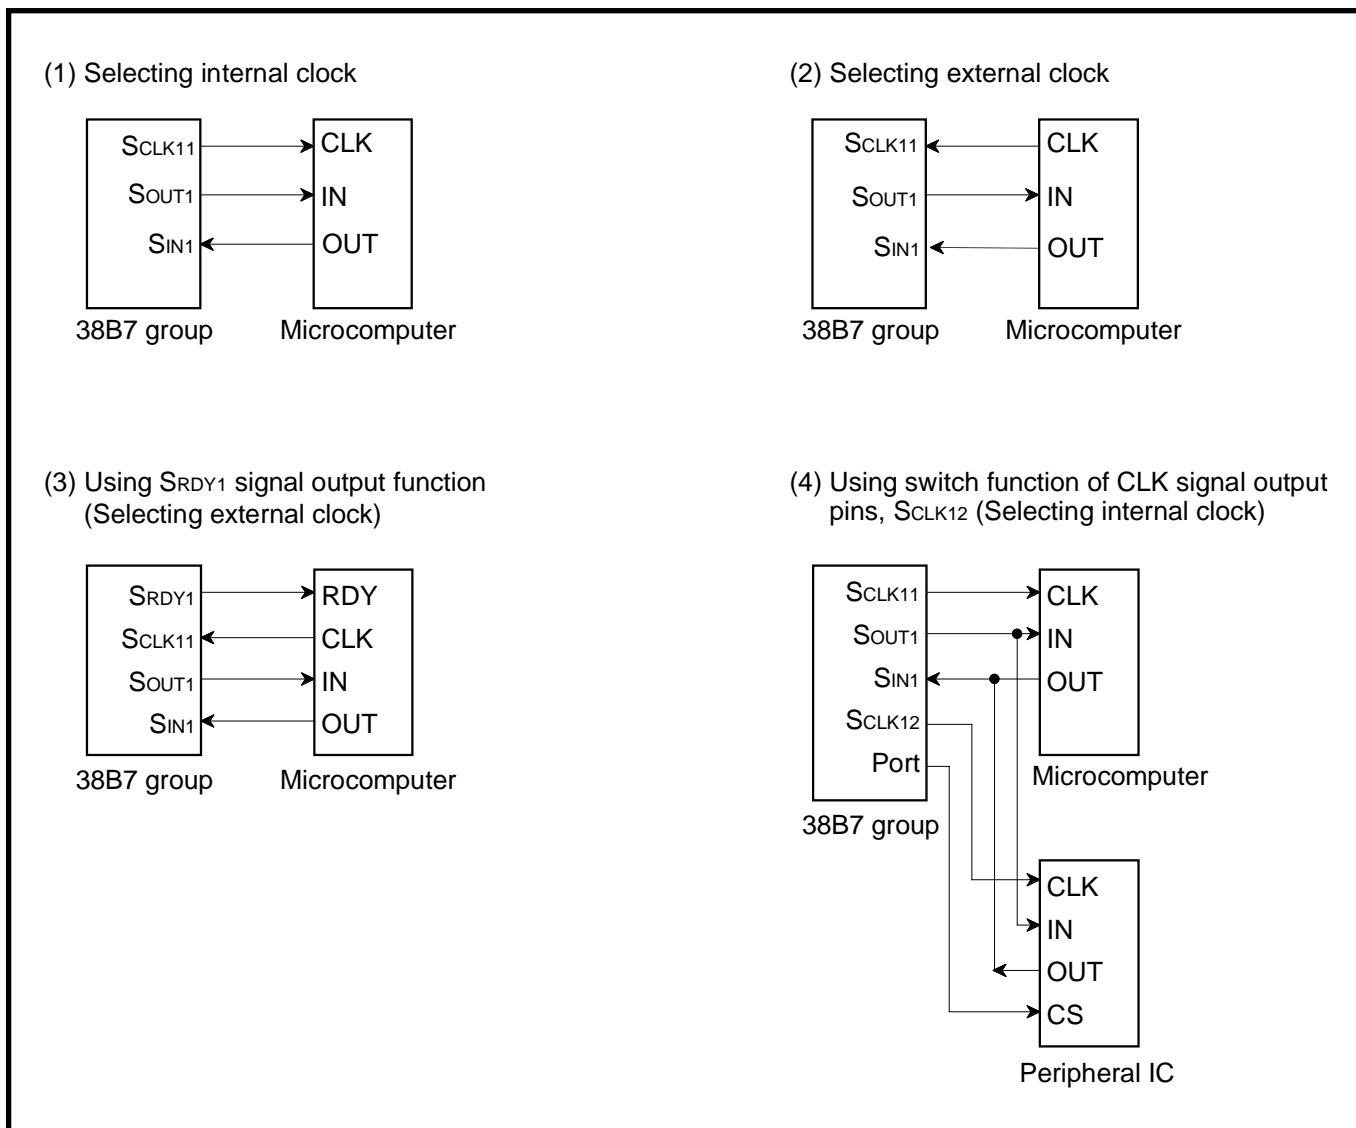 (1) Selecting internal clock
SCLK11
CLK
SOUT1
IN
SIN1
OUT
38B7 group
Microcomputer
(2) Selecting external clock
SCLK11
CLK
SOUT1
IN
SIN1
OUT
38B7 group
Microcomputer
(3) Using SRDY1 signal output function
(Selecting external clock)
SRDY1
RDY
SCLK11
CLK
SOUT1
IN
SIN1
OUT
38B7 group
Microcomputer
(4) Using switch function of CLK signal output
pins, SCLK12 (Selecting internal clock)
SCLK11
CLK
SOUT1
IN
SIN1
OUT
SCLK12
Port
Microcomputer
38B7 group
CLK
IN
OUT
CS
Peripheral IC